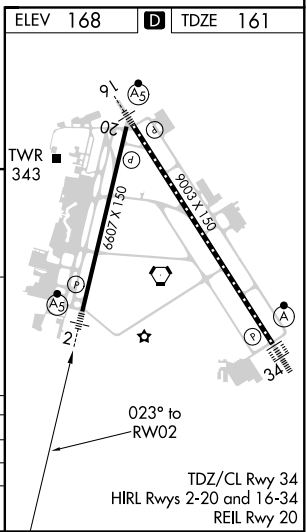 ELEV 168 D TDZE 161
16
A5
20
P
P
TWR
343
6607 X 150
9003 X 150
P
A5
A
P
2
34
023° to
RW02
TDZ/CL Rwy 34
HIRL Rwys 2-20 and 16-34
REIL Rwy 20